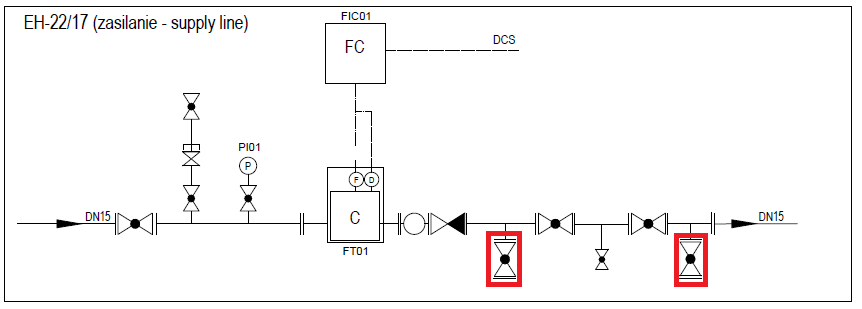 EH-22/17 (zasilanie - supply line)
FIC01
FC
DCS
PI01
P
F
D
DN15
C
DN15
FT01